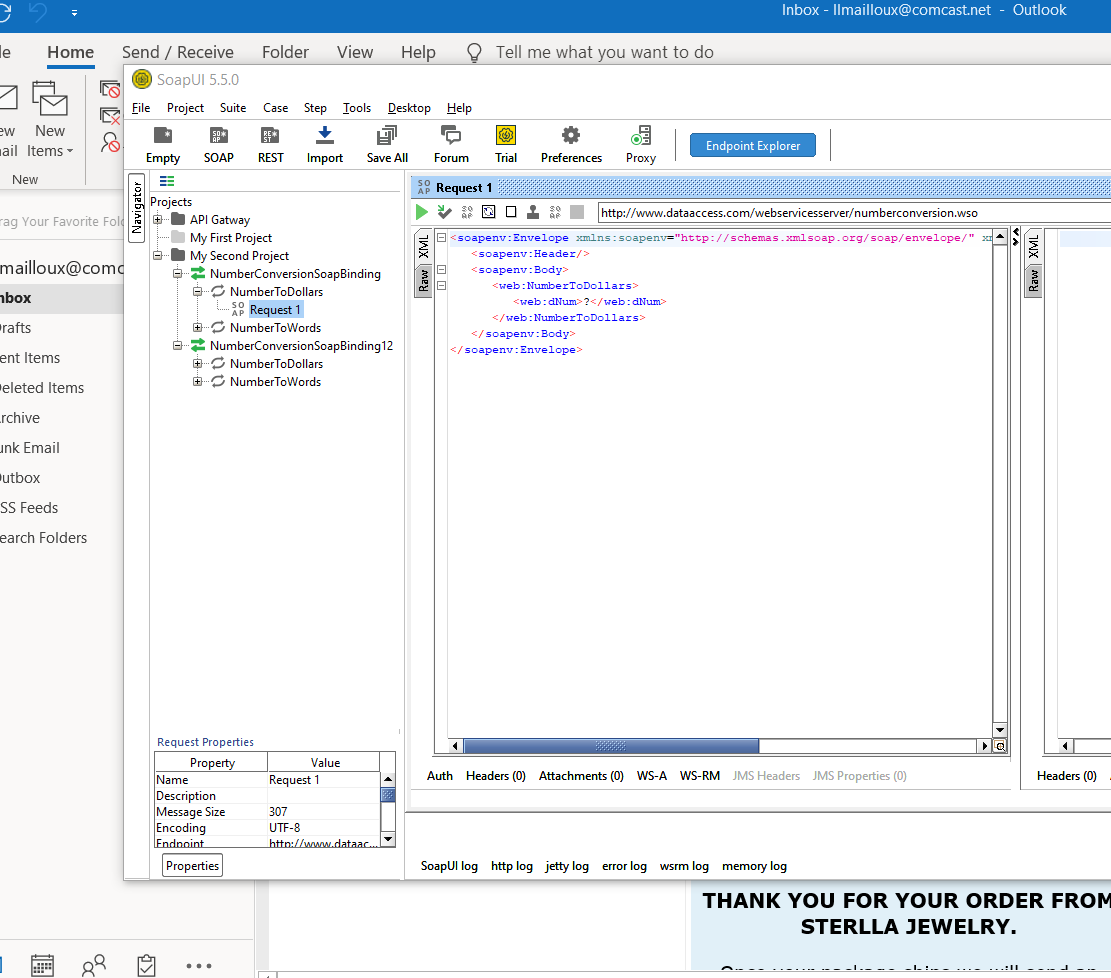 Inbox - llmailloux@comcast.net - Outlook
Home Send / Receive Folder View Help Tell me what you want to do
New
Items
New
SoapUI 5.5.0
File Project Suite Case Step Tools Desktop Help
Empty SOAP REST Import Save All Forum Trial Preferences Proxy Endpoint Explorer
rag Your Favorite Fol
mailloux@comc
nbox
rafts
ent Items
eleted Items
rchive
unk Email
utbox
SS Feeds
earch Folders
Navigator
Projects
API Gatway
My First Project
My Second Project
NumberConversionSoapBinding
NumberToDollars
SOAP Request 1
NumberToWords
NumberConversionSoapBinding12
NumberToDollars
NumberToWords
Request Properties
Property Value
Name Request 1
Description
Message Size 307
Encoding UTF-8
Endpoint http://www.dataac...
Properties
SOAP Request 1
http://www.dataaccess.com/webservicesserver/numberconversion.wso
XML
Raw
<soapenv:Envelope xmlns:soapenv="http://schemas.xmlsoap.org/soap/envelope/" xm
<soapenv:Header/>
<soapenv:Body>
<web:NumberToDollars>
<web:dNum>?</web:dNum>
</web:NumberToDollars>
</soapenv:Body>
</soapenv:Envelope>
XML
Raw
Auth Headers (0) Attachments (0) WS-A WS-RM JMS Headers JMS Properties (0)
Headers (0)
SoapUI log http log jetty log error log wsrm log memory log
THANK YOU FOR YOUR ORDER FROM
STERLLA JEWELRY.
Once your package ships we will send an